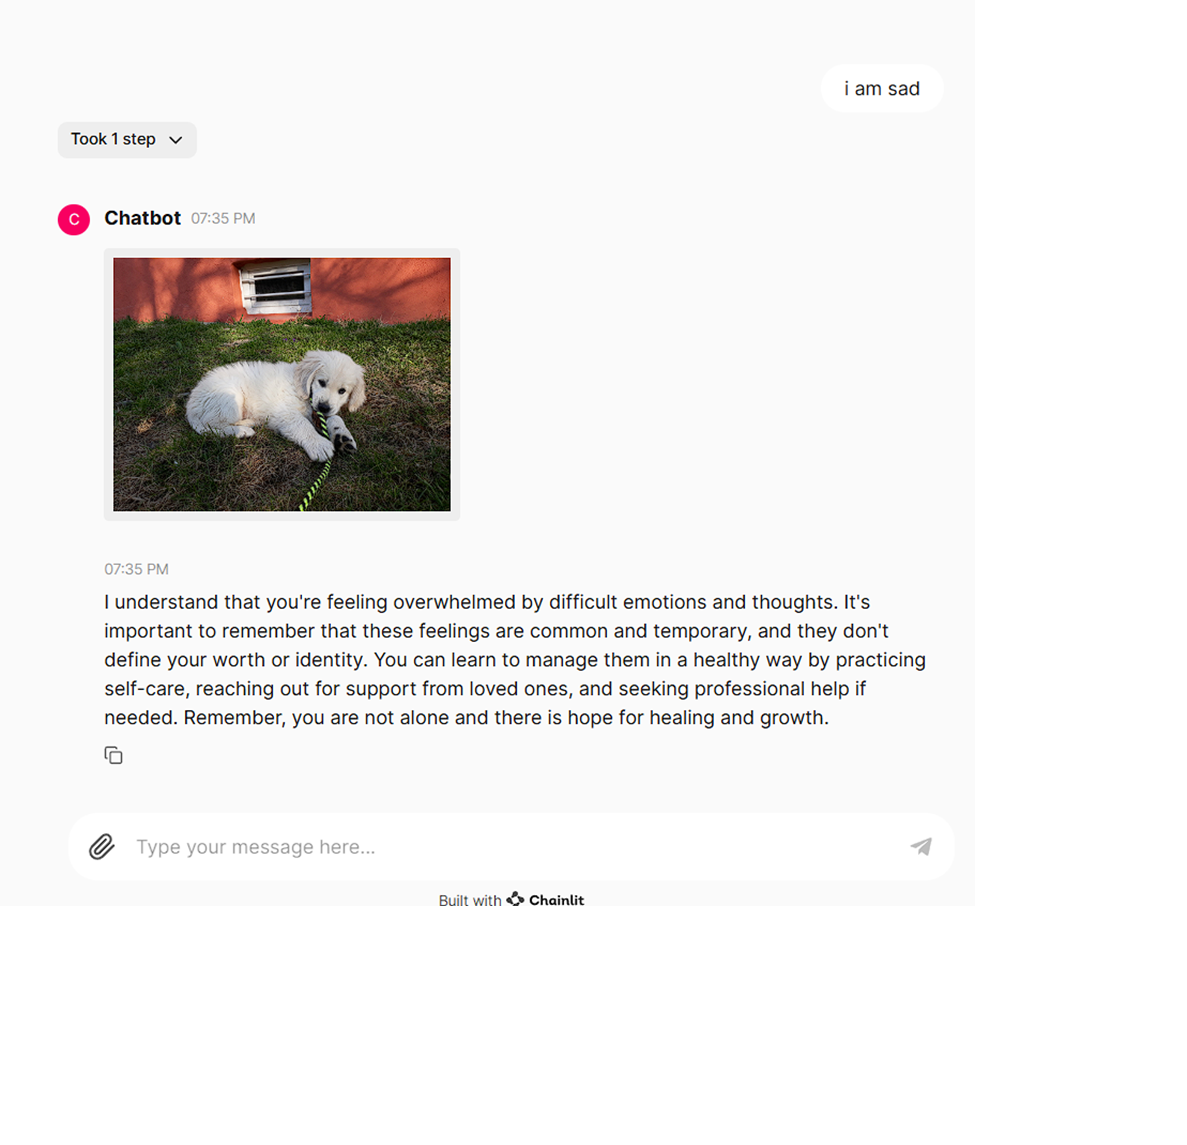 i am sad
Took 1 step
C
Chatbot 07:35 PM
07:35 PM
I understand that you're feeling overwhelmed by difficult emotions and thoughts. It's
important to remember that these feelings are common and temporary, and they don't
define your worth or identity. You can learn to manage them in a healthy way by practicing
self-care, reaching out for support from loved ones, and seeking professional help if
needed. Remember, you are not alone and there is hope for healing and growth.
Type your message here...
Built with Chainlit